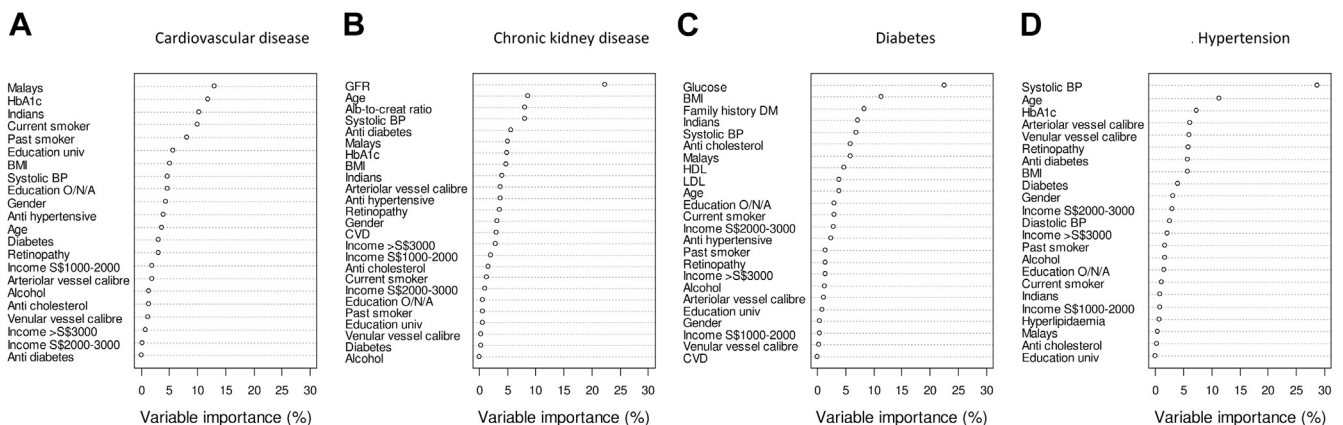 A
Cardiovascular disease
Malays
HbA1c
Indians
Current smoker
Past smoker
Education univ
BMI
Systolic BP
Education O/N/A
Gender
Anti hypertensive
Age
Diabetes
Retinopathy
Income S$1000-2000
Arteriolar vessel calibre
Alcohol
Anti cholesterol
Venular vessel calibre
Income >S$3000
Income S$2000-3000
Anti diabetes
0 5 10 15 20 25 30
Variable importance (%)
B
Chronic kidney disease
GFR
Age
Alb-to-creat ratio
Systolic BP
Anti diabetes
Malays
HbA1c
BMI
Indians
Arteriolar vessel calibre
Anti hypertensive
Retinopathy
Gender
CVD
Income >S$3000
Income S$1000-2000
Anti cholesterol
Current smoker
Income S$2000-3000
Education O/N/A
Past smoker
Education univ
Venular vessel calibre
Diabetes
Alcohol
0 5 10 15 20 25 30
Variable importance (%)
C
Diabetes
Glucose
BMI
Family history DM
Indians
Systolic BP
Anti cholesterol
Malays
HDL
LDL
Age
Education O/N/A
Current smoker
Income S$2000-3000
Anti hypertensive
Past smoker
Retinopathy
Income >S$3000
Alcohol
Arteriolar vessel calibre
Education univ
Gender
Income S$1000-2000
Venular vessel calibre
CVD
0 5 10 15 20 25 30
Variable importance (%)
D
. Hypertension
Systolic BP
Age
HbA1c
Arteriolar vessel calibre
Venular vessel calibre
Retinopathy
Anti diabetes
BMI
Diabetes
Gender
Income S$2000-3000
Diastolic BP
Income >S$3000
Past smoker
Alcohol
Education O/N/A
Current smoker
Indians
Income S$1000-2000
Hyperlipidaemia
Malays
Anti cholesterol
Education univ
0 5 10 15 20 25 30
Variable importance (%)